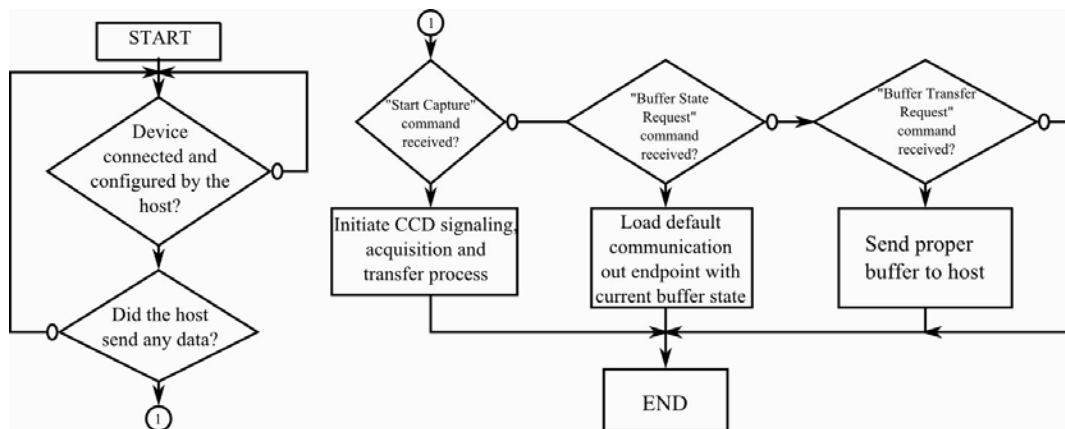 START
Device
connected and
configured by the
host?
Did the host
send any data?
1
1
"Start Capture"
command
received?
Initiate CCD signaling,
acquisition and
transfer process
"Buffer State
Request"
command
received?
Load default
communication
out endpoint with
current buffer state
"Buffer Transfer
Request"
command
received?
Send proper
buffer to host
END